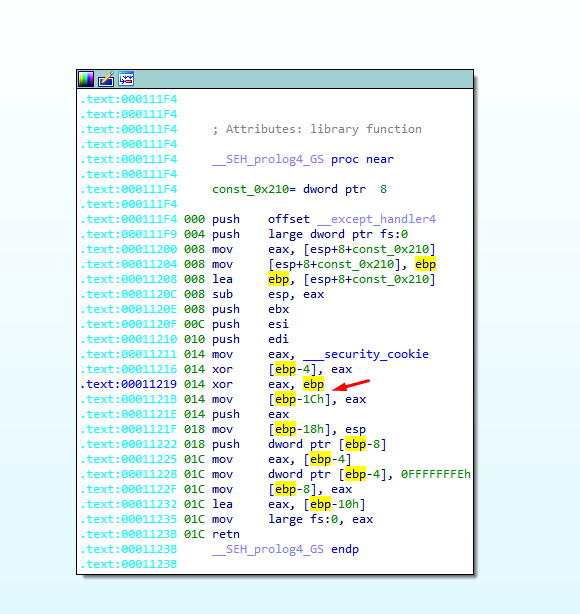 .text:000111F4
.text:000111F4
.text:000111F4 ; Attributes: library function
.text:000111F4
.text:000111F4 __SEH_prolog4_GS proc near
.text:000111F4
.text:000111F4 const_0x210= dword ptr 8
.text:000111F4
.text:000111F4 000 push offset __except_handler4
.text:000111F9 004 push large dword ptr fs:0
.text:00011200 008 mov eax, [esp+8+const_0x210]
.text:00011204 008 mov [esp+8+const_0x210], ebp
.text:00011208 008 lea ebp, [esp+8+const_0x210]
.text:0001120C 008 sub esp, eax
.text:0001120E 008 push ebx
.text:0001120F 00C push esi
.text:00011210 010 push edi
.text:00011211 014 mov eax, ___security_cookie
.text:00011216 014 xor [ebp-4], eax
.text:00011219 014 xor eax, ebp
.text:0001121B 014 mov [ebp-1Ch], eax
.text:0001121E 014 push eax
.text:0001121F 018 mov [ebp-18h], esp
.text:00011222 018 push dword ptr [ebp-8]
.text:00011225 01C mov eax, [ebp-4]
.text:00011228 01C mov dword ptr [ebp-4], 0FFFFFFFEh
.text:0001122F 01C mov [ebp-8], eax
.text:00011232 01C lea eax, [ebp-10h]
.text:00011235 01C mov large fs:0, eax
.text:0001123B 01C retn
.text:0001123B __SEH_prolog4_GS endp
.text:0001123B